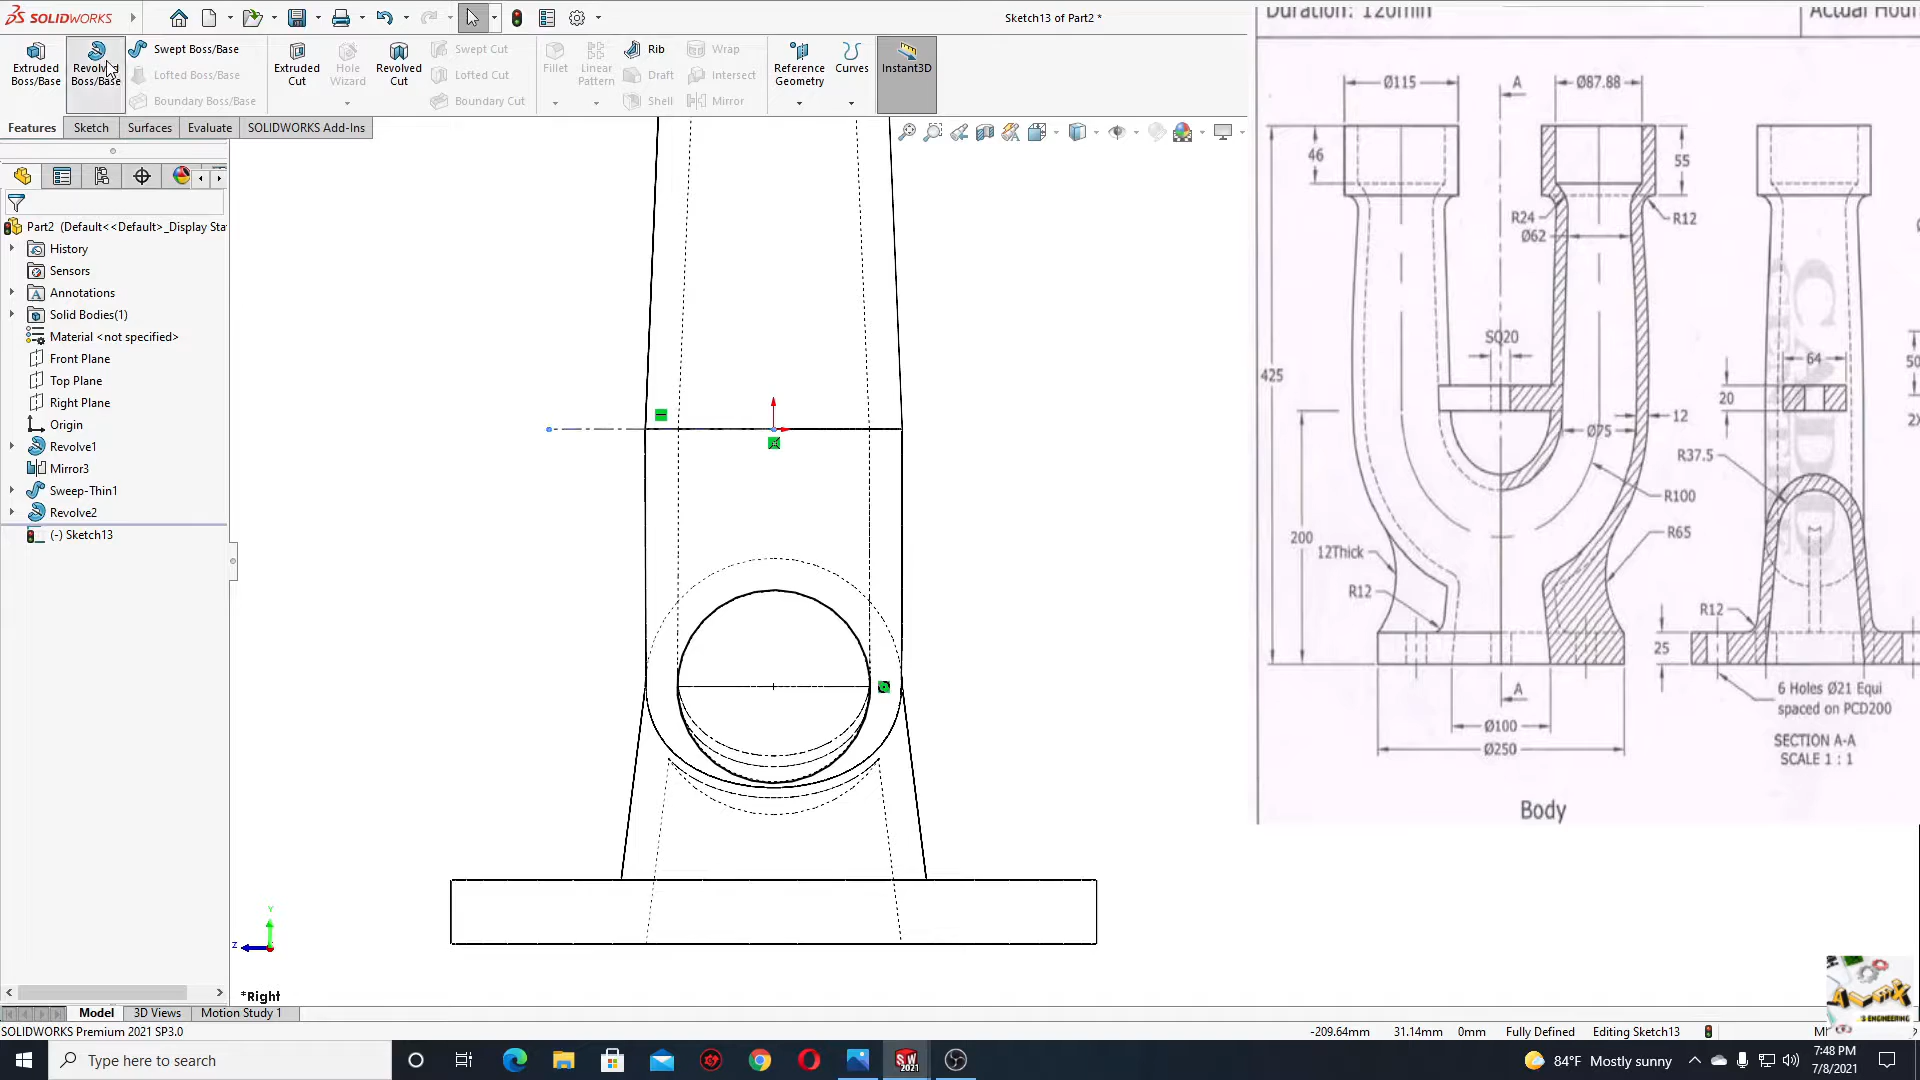 SOLIDWORKS
Sketch13 of Part2 *
Extruded Boss/Base
Revolved Boss/Base
Swept Boss/Base
Lofted Boss/Base
Boundary Boss/Base
Extruded Cut
Hole Wizard
Revolved Cut
Swept Cut
Lofted Cut
Boundary Cut
Fillet
Linear Pattern
Rib
Draft
Shell
Wrap
Intersect
Mirror
Reference Geometry
Curves
Instant3D
Features
Sketch
Surfaces
Evaluate
SOLIDWORKS Add-Ins
Part2 (Default<<Default>_Display Sta
History
Sensors
Annotations
Solid Bodies(1)
Material <not specified>
Front Plane
Top Plane
Right Plane
Origin
Revolve1
Mirror3
Sweep-Thin1
Revolve2
(-) Sketch13
Y
Z
*Right
Duration: 120min
Actual Hour
Ø115
A
Ø87.88
46
55
R24
R12
Ø62
SQ20
64
425
20
12
Ø75
R37.5
R100
200
12Thick
R65
R12
R12
25
A
6 Holes Ø21 Equi
spaced on PCD200
Ø100
Ø250
SECTION A-A
SCALE 1 : 1
Body
Model
3D Views
Motion Study 1
SOLIDWORKS Premium 2021 SP3.0
-209.64mm
31.14mm
0mm
Fully Defined
Editing Sketch13
Type here to search
84°F Mostly sunny
7:48 PM
7/8/2021